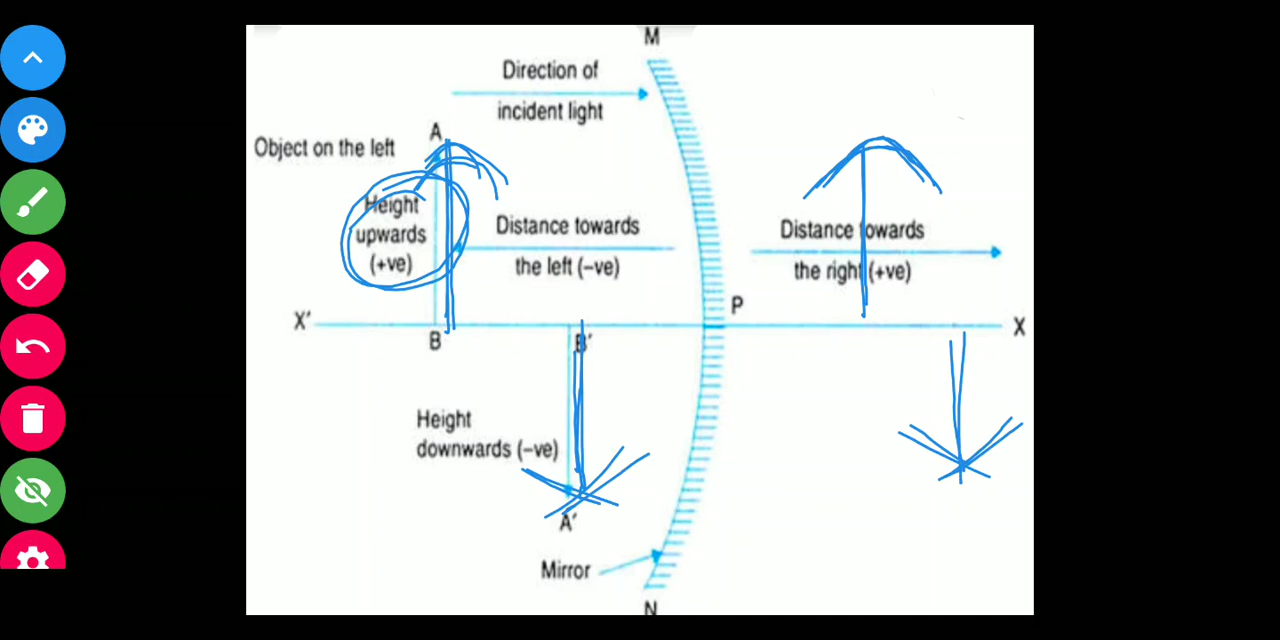 M
Direction of
incident light
A
Object on the left
Height
upwards
(+ve)
Distance towards
the left (−ve)
Distance towards
the right (+ve)
P
X′
X
B
B′
Height
downwards (−ve)
A′
Mirror
N